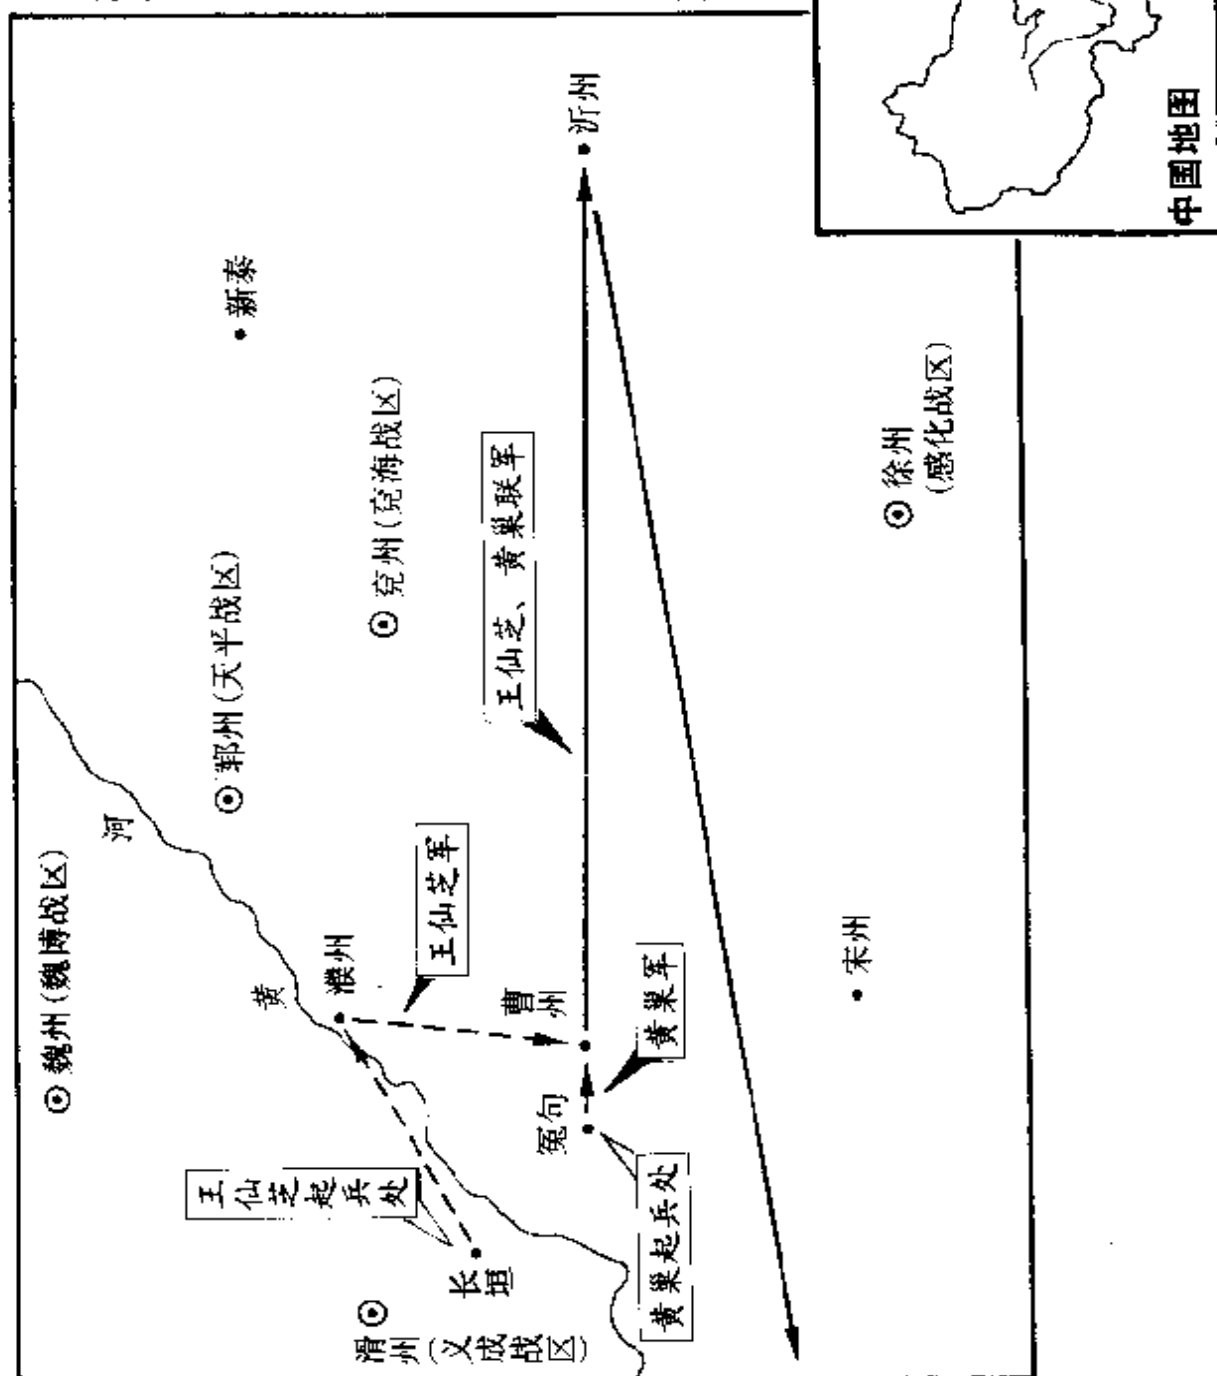 魏州(魏博战区)
郓州(天平战区)
新泰
兖州(兖海战区)
沂州
黄
河
濮州
王仙芝军
王仙芝、黄巢联军
曹州
冤句
黄巢军
王仙芝起兵处
长垣
黄巢起兵处
滑州(义成战区)
宋州
徐州
(感化战区)
中国地图